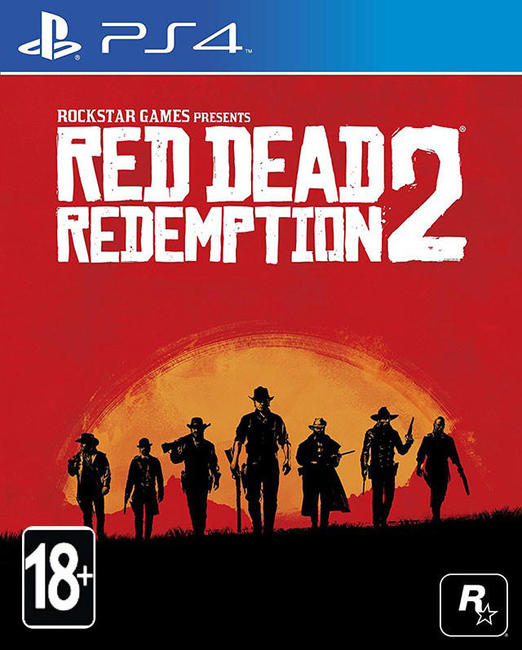 PS4
ROCKSTAR GAMES PRESENTS
RED DEAD
REDEMPTION 2
18+
R